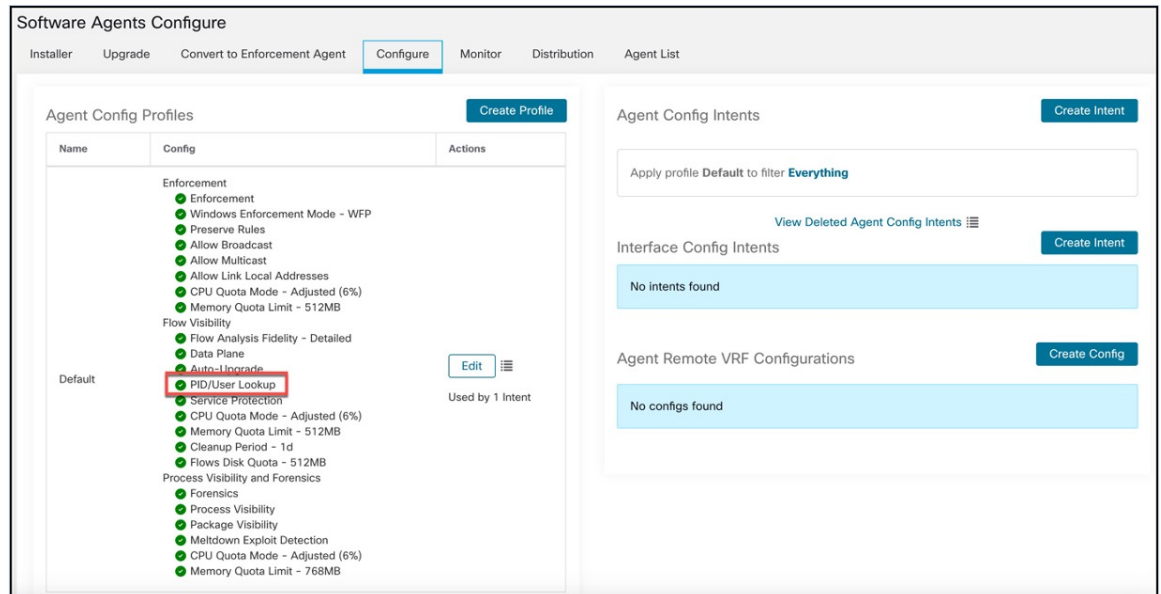 Software Agents Configure
Installer Upgrade Convert to Enforcement Agent Configure Monitor Distribution Agent List
Agent Config Profiles
Create Profile
Name Config Actions
Default
Enforcement
Enforcement
Windows Enforcement Mode - WFP
Preserve Rules
Allow Broadcast
Allow Multicast
Allow Link Local Addresses
CPU Quota Mode - Adjusted (6%)
Memory Quota Limit - 512MB
Flow Visibility
Flow Analysis Fidelity - Detailed
Data Plane
Auto-Upgrade
PID/User Lookup
Service Protection
CPU Quota Mode - Adjusted (6%)
Memory Quota Limit - 512MB
Cleanup Period - 1d
Flows Disk Quota - 512MB
Process Visibility and Forensics
Forensics
Process Visibility
Package Visibility
Meltdown Exploit Detection
CPU Quota Mode - Adjusted (6%)
Memory Quota Limit - 768MB
Edit
Used by 1 Intent
Agent Config Intents
Create Intent
Apply profile Default to filter Everything
View Deleted Agent Config Intents
Interface Config Intents
Create Intent
No intents found
Agent Remote VRF Configurations
Create Config
No configs found